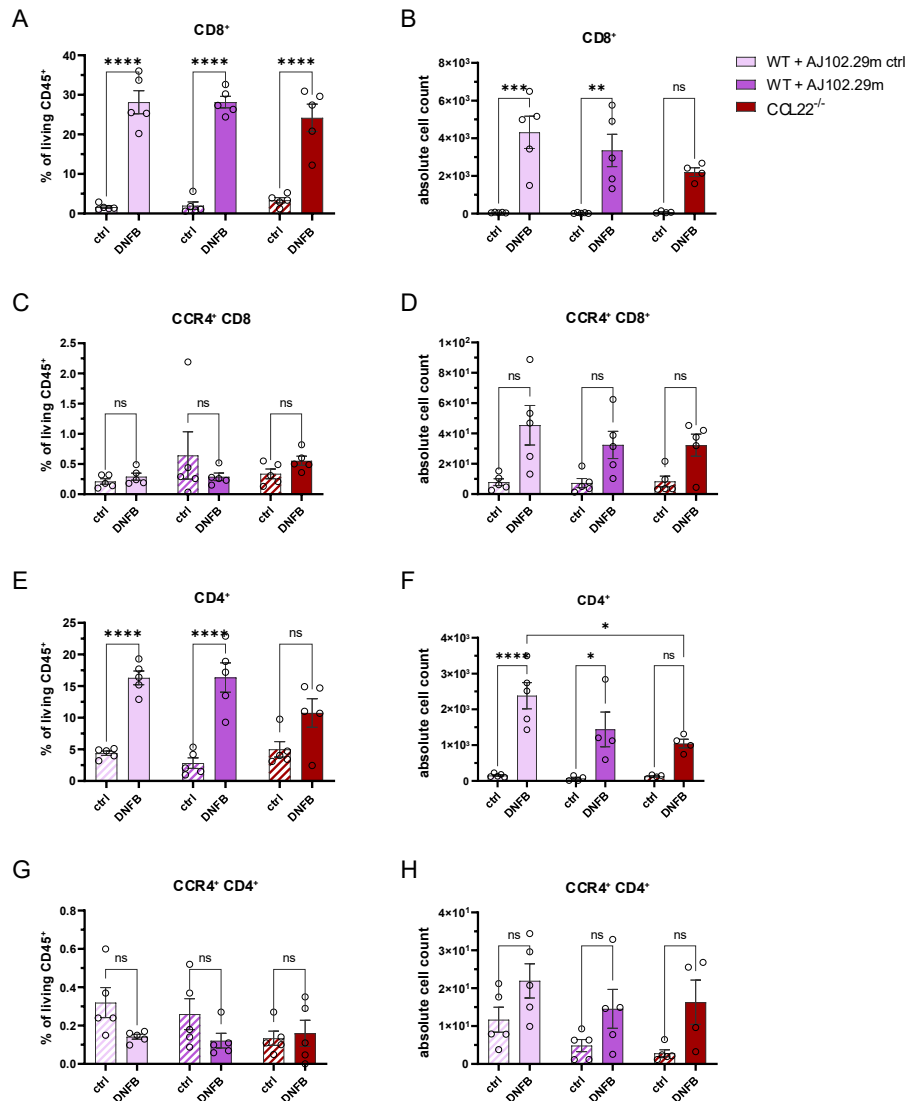 A
CD8⁺
% of living CD45⁺
40
30
20
10
0
**** **** ****
ctrl DNFB ctrl DNFB ctrl DNFB
B
CD8⁺
absolute cell count
8×10³
6×10³
4×10³
2×10³
0
*** ** ns
ctrl DNFB ctrl DNFB ctrl DNFB
WT + AJ102.29m ctrl
WT + AJ102.29m
CCL22⁻/⁻
C
CCR4⁺ CD8
% of living CD45⁺
2.5
2.0
1.5
1.0
0.5
0.0
ns ns ns
ctrl DNFB ctrl DNFB ctrl DNFB
D
CCR4⁺ CD8⁺
absolute cell count
1×10²
8×10¹
6×10¹
4×10¹
2×10¹
0
ns ns ns
ctrl DNFB ctrl DNFB ctrl DNFB
E
CD4⁺
% of living CD45⁺
25
20
15
10
5
0
**** **** ns
ctrl DNFB ctrl DNFB ctrl DNFB
F
CD4⁺
absolute cell count
4×10³
3×10³
2×10³
1×10³
0
*
**** * ns
ctrl DNFB ctrl DNFB ctrl DNFB
G
CCR4⁺ CD4⁺
% of living CD45⁺
0.8
0.6
0.4
0.2
0.0
ns ns ns
ctrl DNFB ctrl DNFB ctrl DNFB
H
CCR4⁺ CD4⁺
absolute cell count
4×10¹
3×10¹
2×10¹
1×10¹
0
ns ns ns
ctrl DNFB ctrl DNFB ctrl DNFB